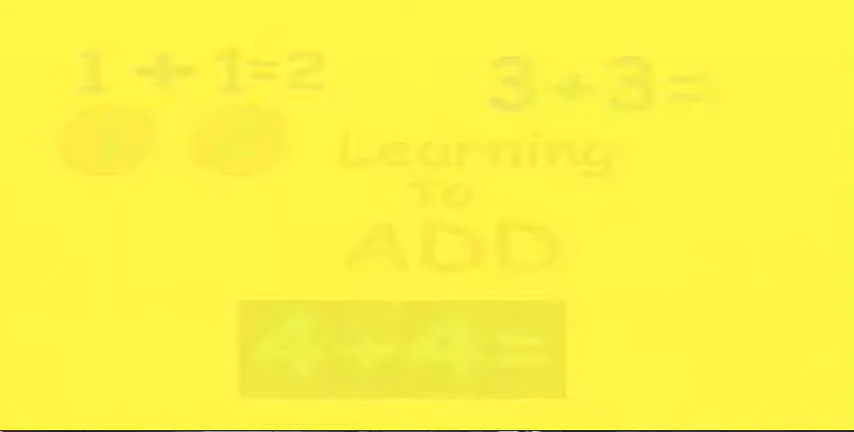 1 + 1=2
3+3=
Learning
To
ADD
4+4=